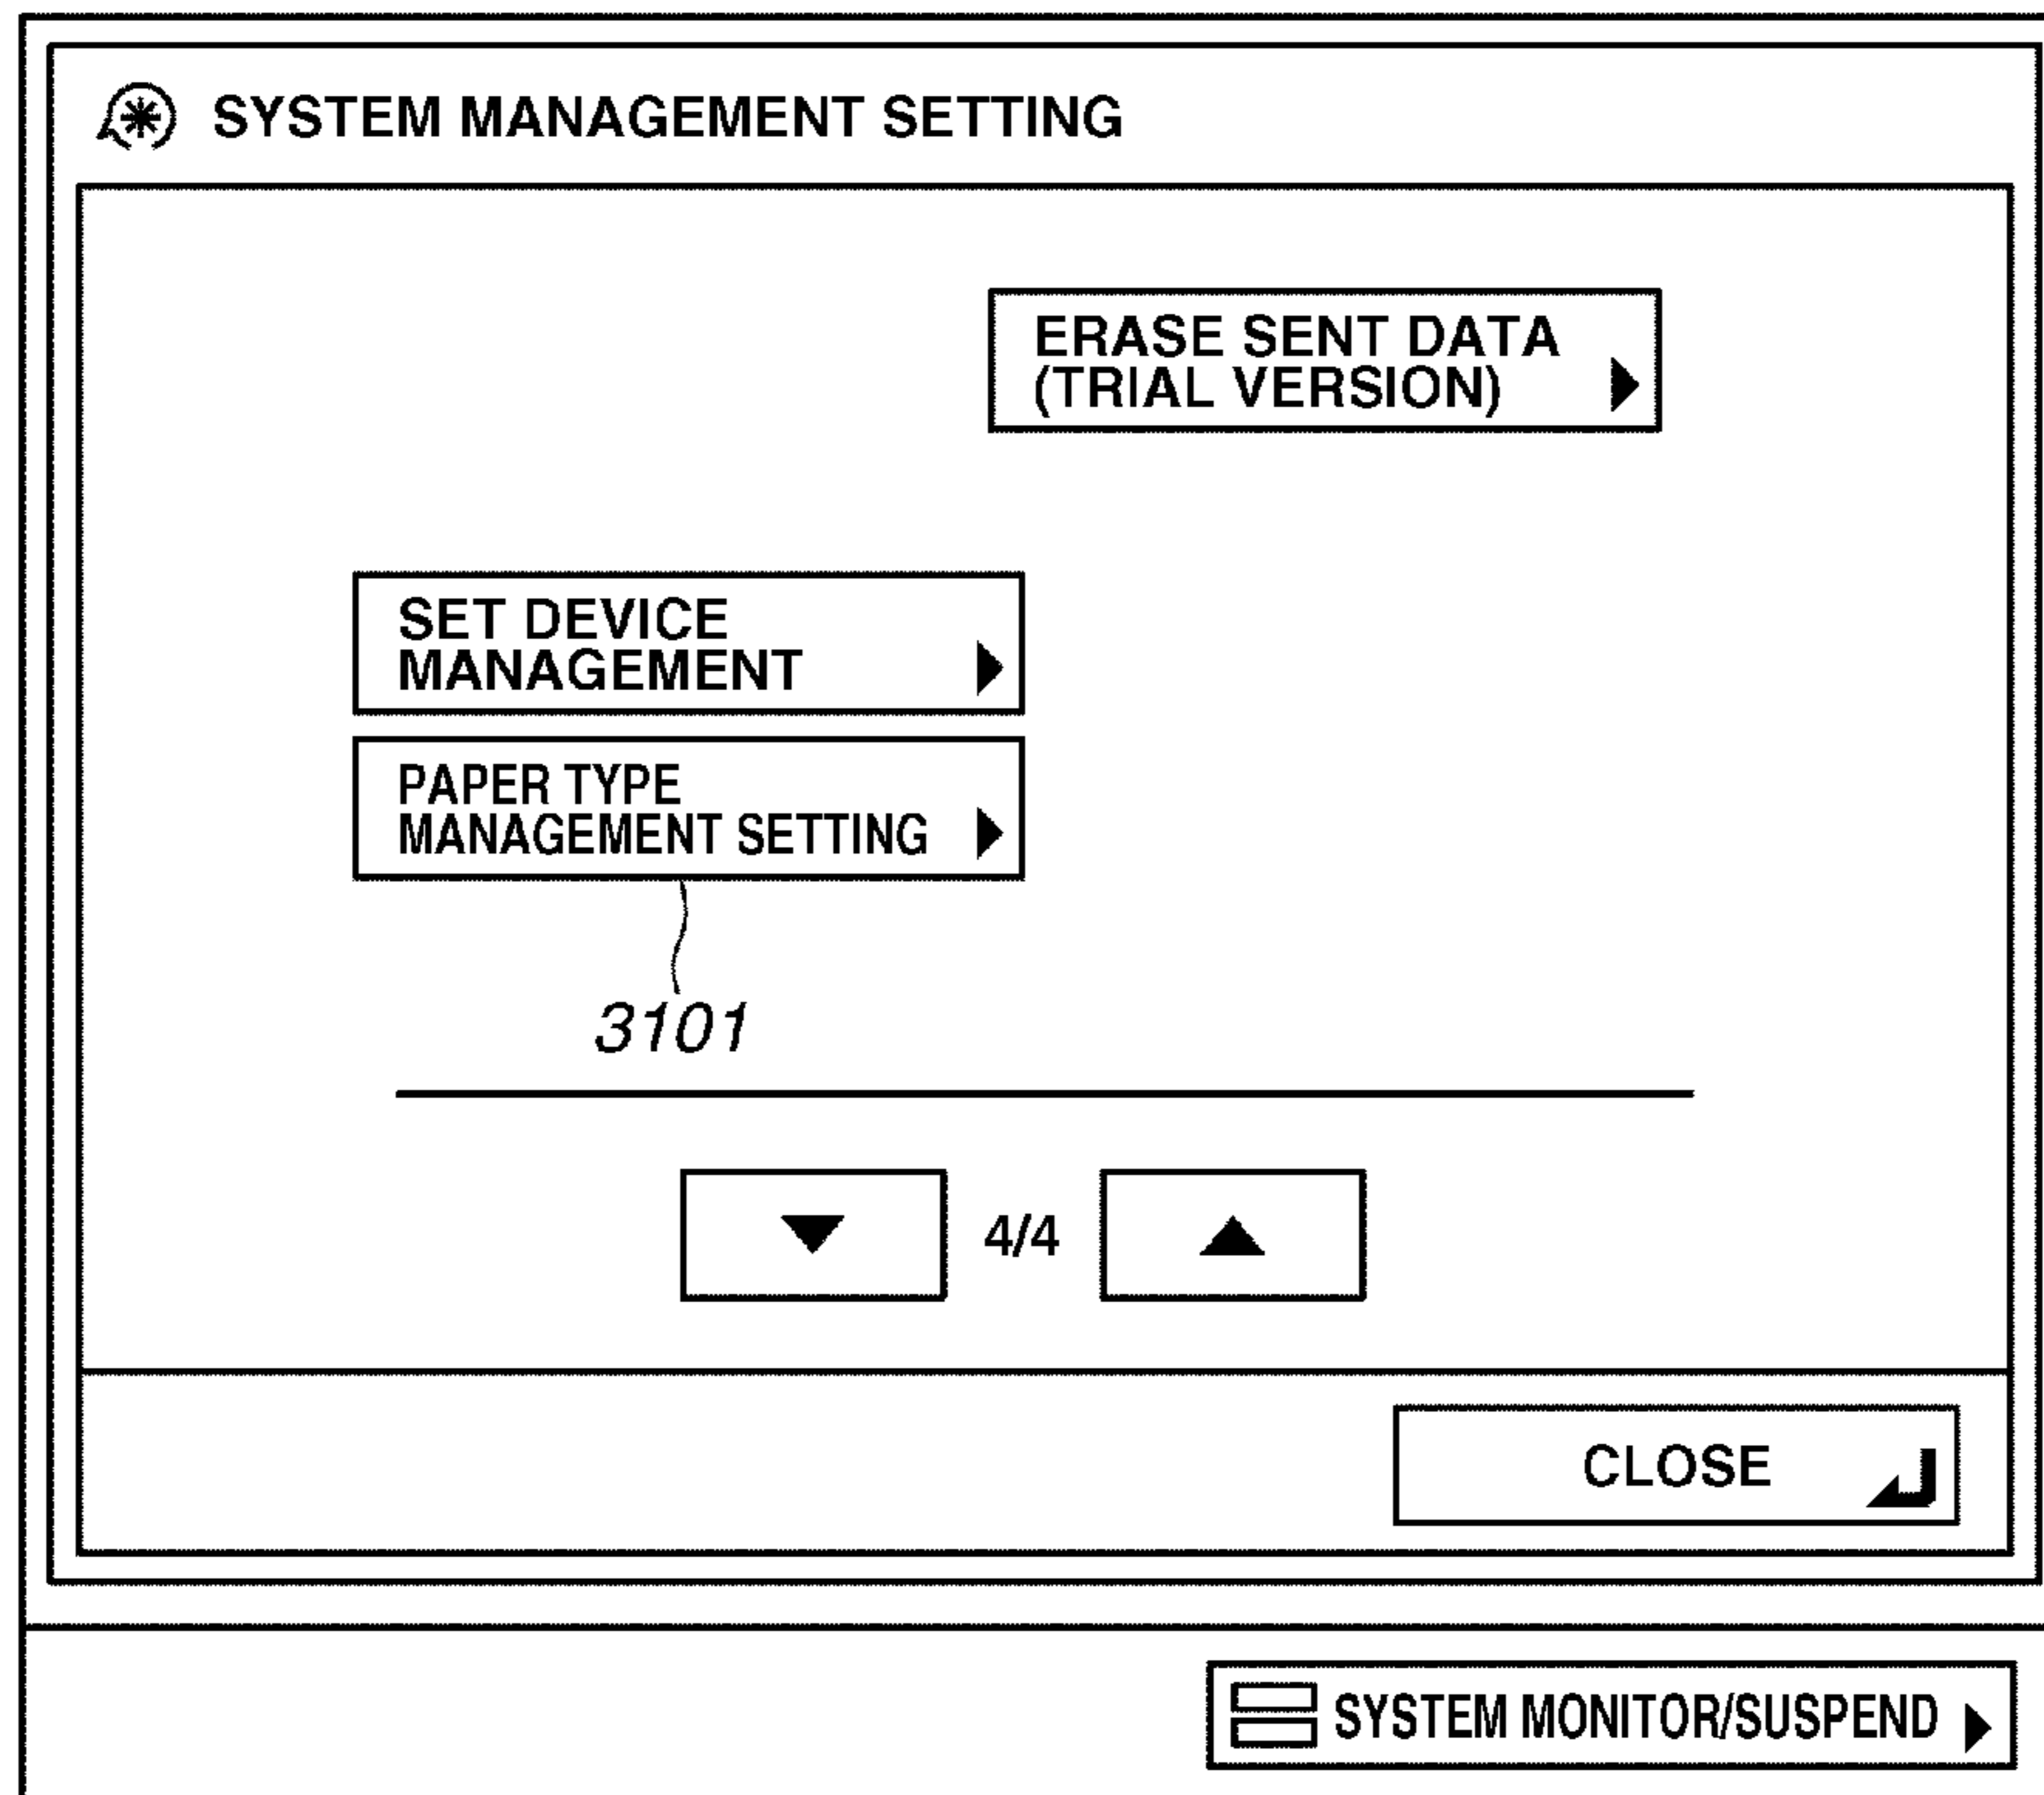 SYSTEM MANAGEMENT SETTING
ERASE SENT DATA
(TRIAL VERSION)
SET DEVICE
MANAGEMENT
PAPER TYPE
MANAGEMENT SETTING
3101
4/4
CLOSE
SYSTEM MONITOR/SUSPEND